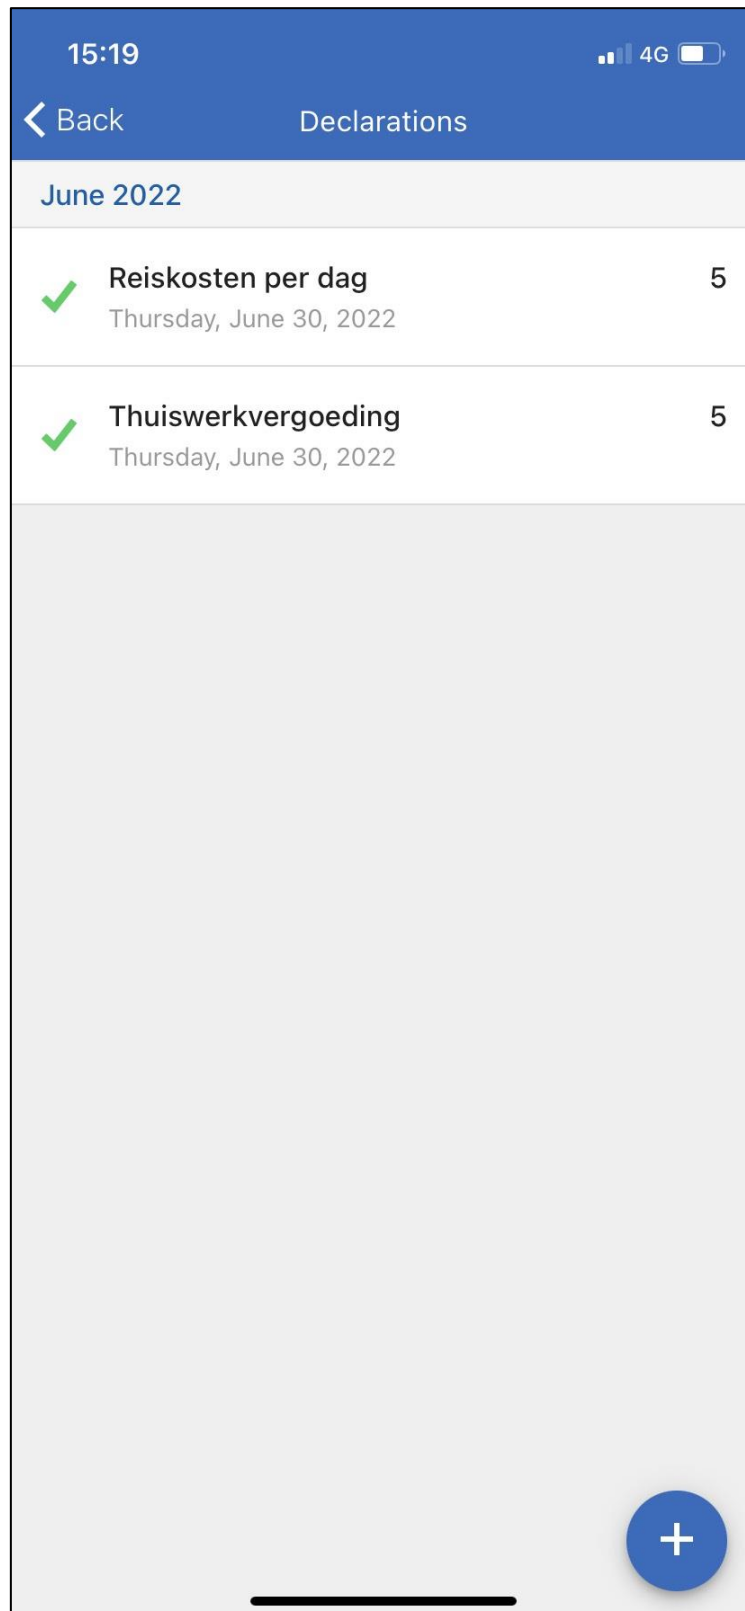 15:19 4G
Back Declarations
June 2022
Reiskosten per dag 5
Thursday, June 30, 2022
Thuiswerkvergoeding 5
Thursday, June 30, 2022
+